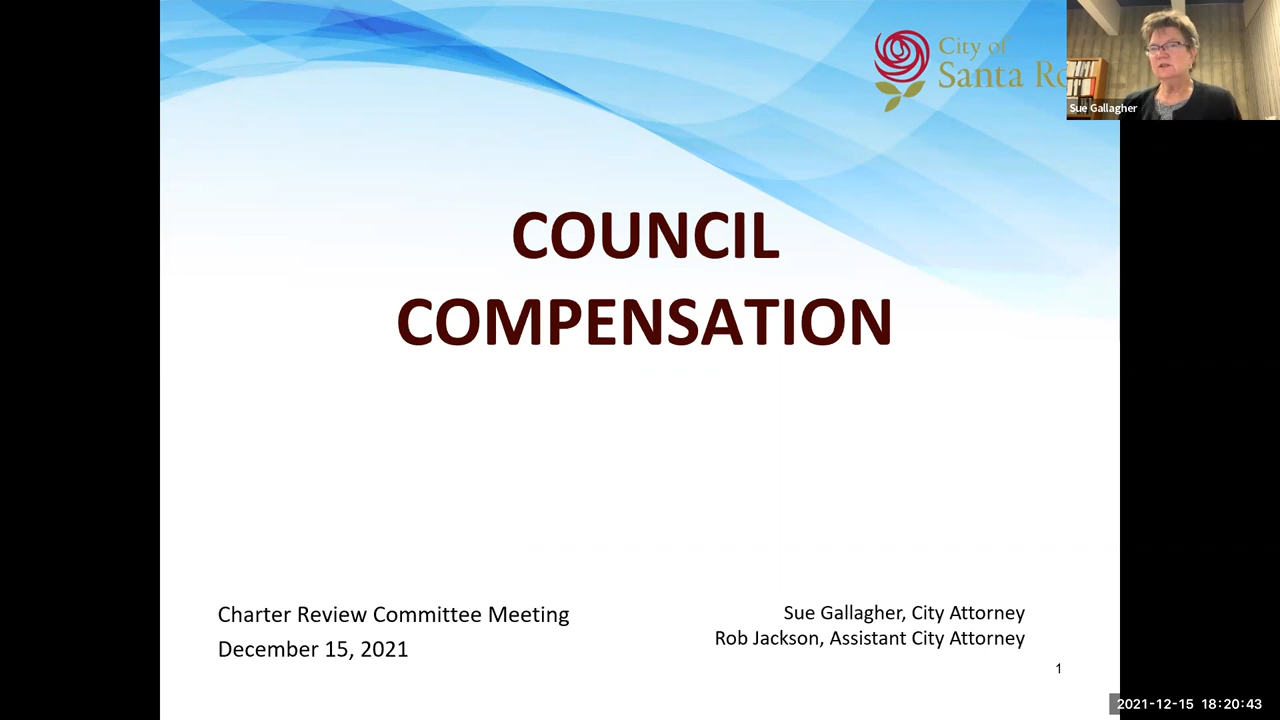 City of
Santa
Sue Gallagher
COUNCIL
COMPENSATION
Charter Review Committee Meeting
December 15, 2021
Sue Gallagher, City Attorney
Rob Jackson, Assistant City Attorney
1
2021-12-15 18:20:43